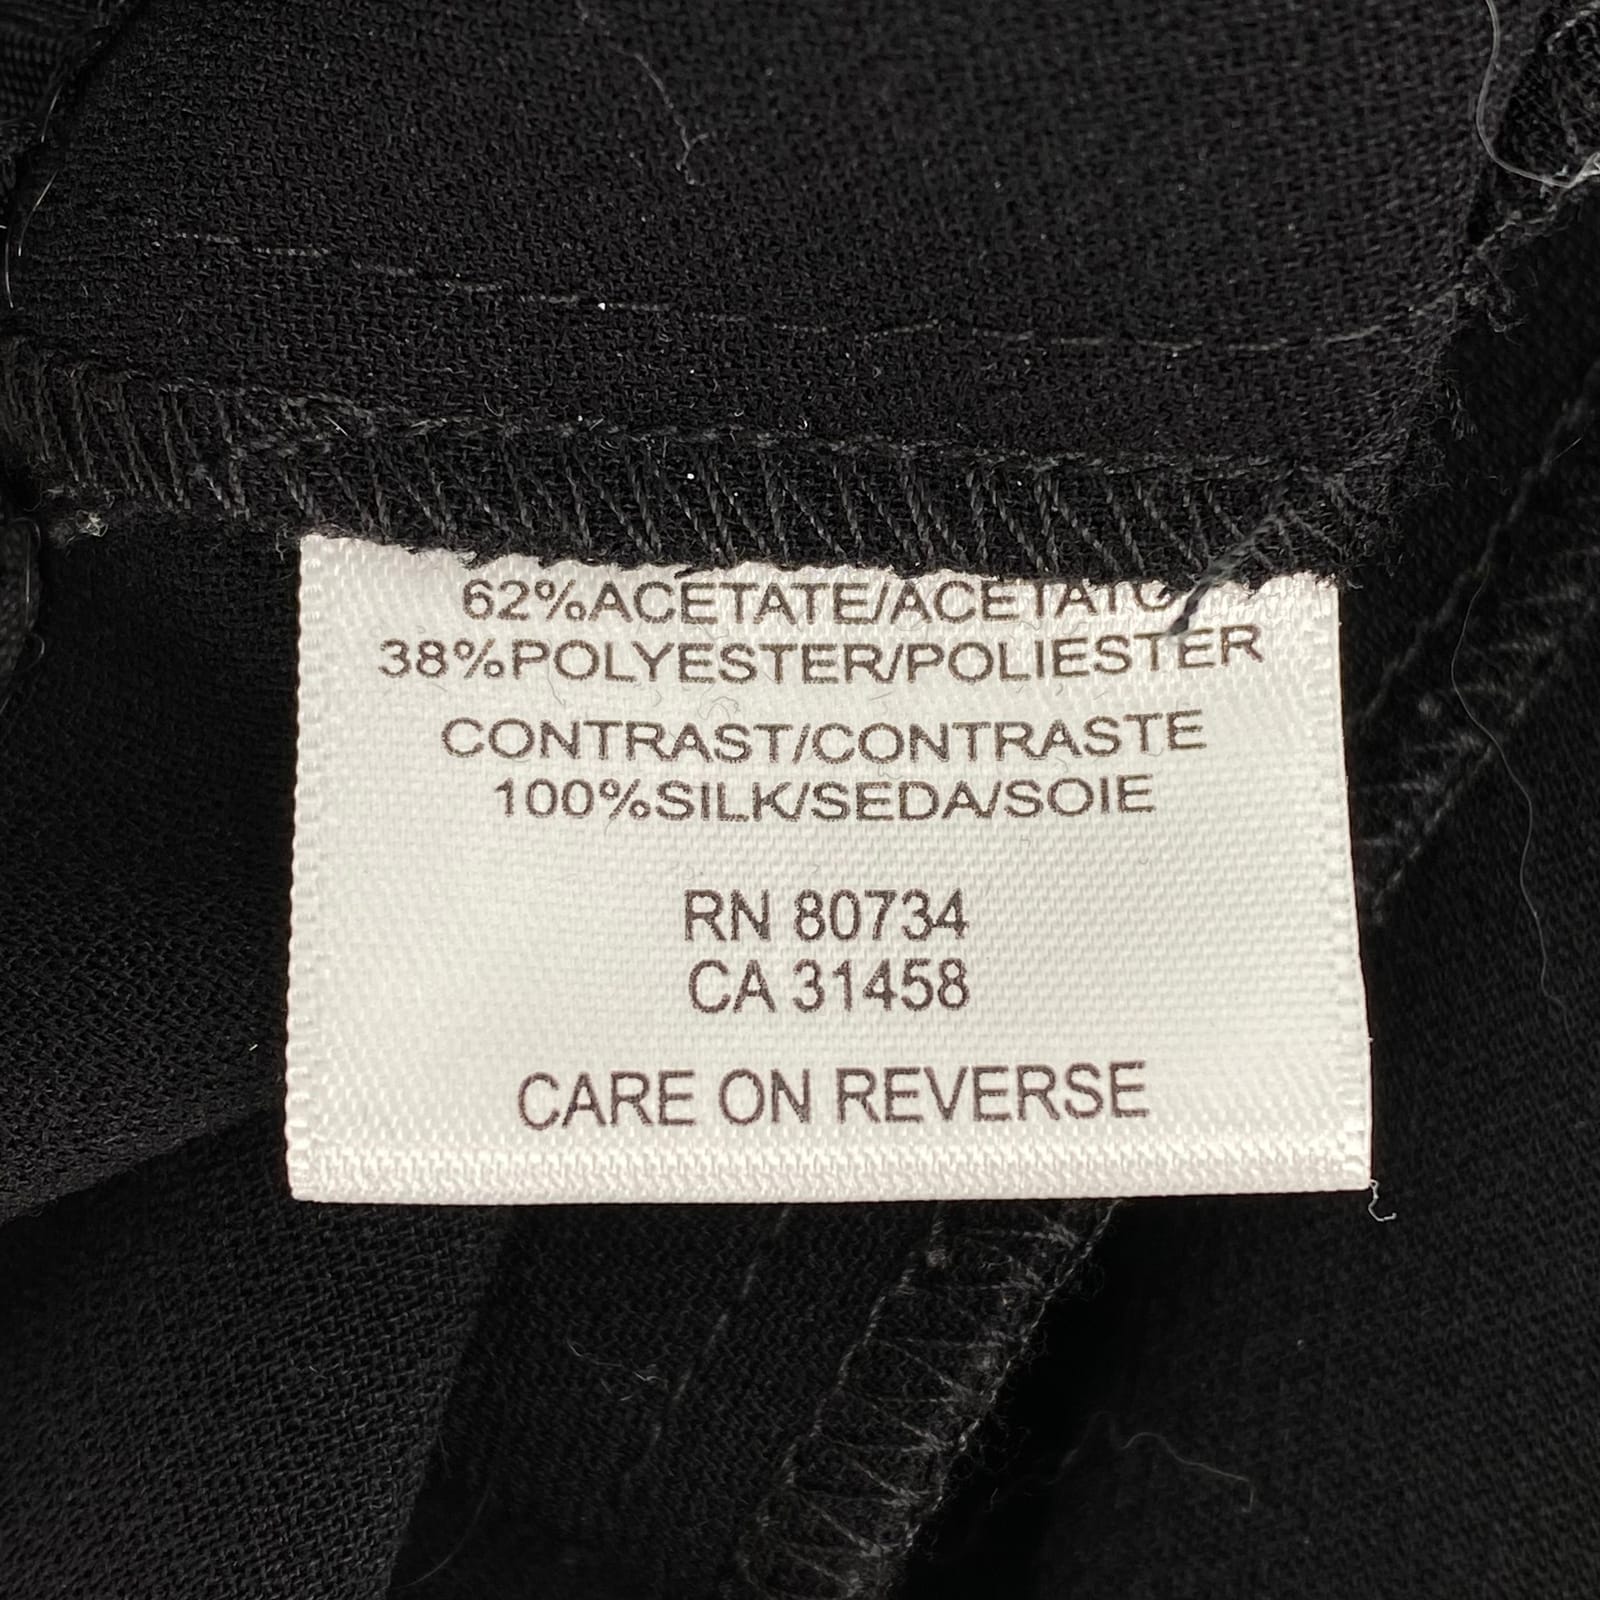 62%ACETATE/ACETATO
38%POLYESTER/POLIESTER
CONTRAST/CONTRASTE
100%SILK/SEDA/SOIE
RN 80734
CA 31458
CARE ON REVERSE